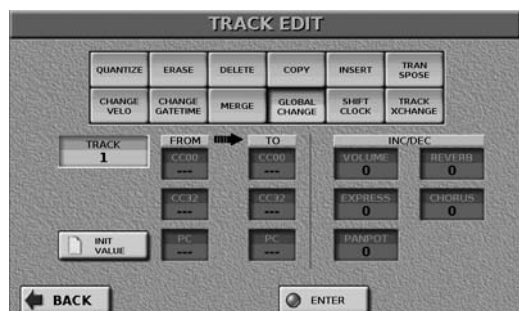 TRACK EDIT
QUANTIZE ERASE DELETE COPY INSERT TRAN SPOSE
CHANGE VELO CHANGE GATETIME MERGE GLOBAL CHANGE SHIFT CLOCK TRACK XCHANGE
TRACK FROM TO INC/DEC
1 CC00 CC00 VOLUME REVERB
--- --- 0 0
CC32 CC32 EXPRESS CHORUS
--- --- 0 0
INIT VALUE PC PC PANPOT
--- --- 0
BACK ENTER